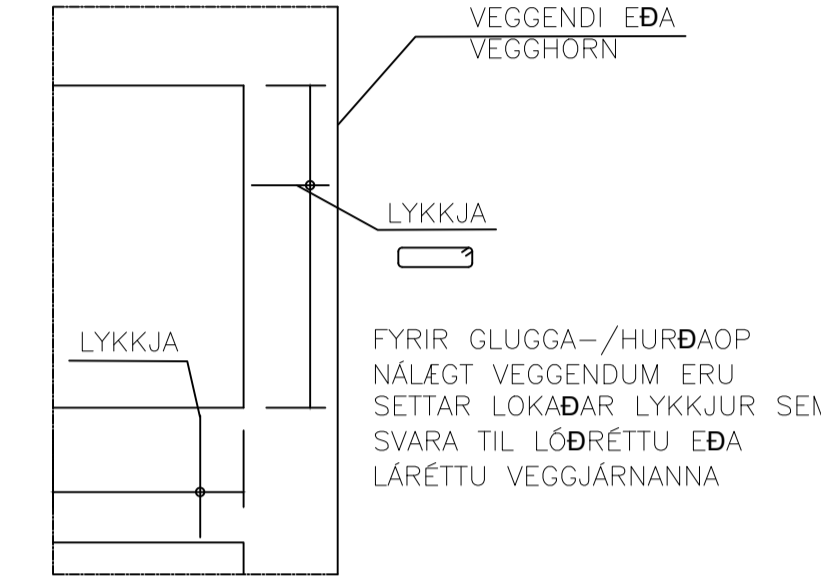 VEGGENDI EÐA
VEGGHORN
LYKKJA
LYKKJA
FYRIR GLUGGA-/HURÐAOP
NÁLÆGT VEGGENDUM ERU
SETTAR LOKAÐAR LYKKJUR SEM
SVARA TIL LÓÐRÉTTU EÐA
LÁRÉTTU VEGGJÁRNANNA